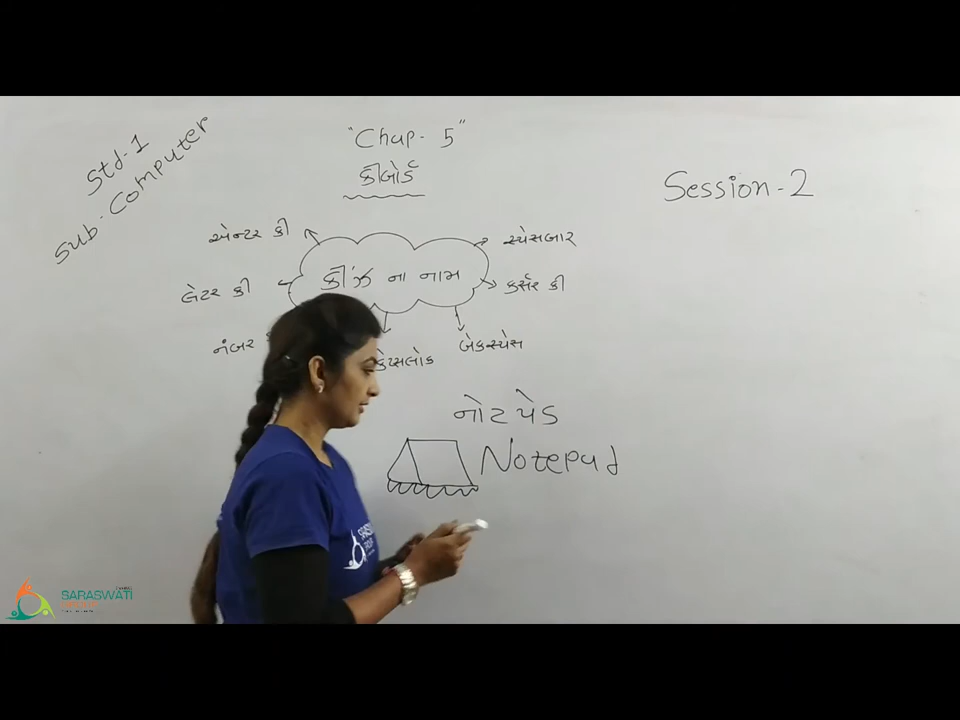 Std-1
Sub. Computer
"Chap-5"
કીબોર્ડ
Session-2
એન્ટર કી
સ્પેસબાર
લેટર કી
કીઝ ના નામ
કર્સર કી
નંબર
કેપ્સલોક
બેકસ્પેસ
નોટપેડ
Notepad
SARASWATI